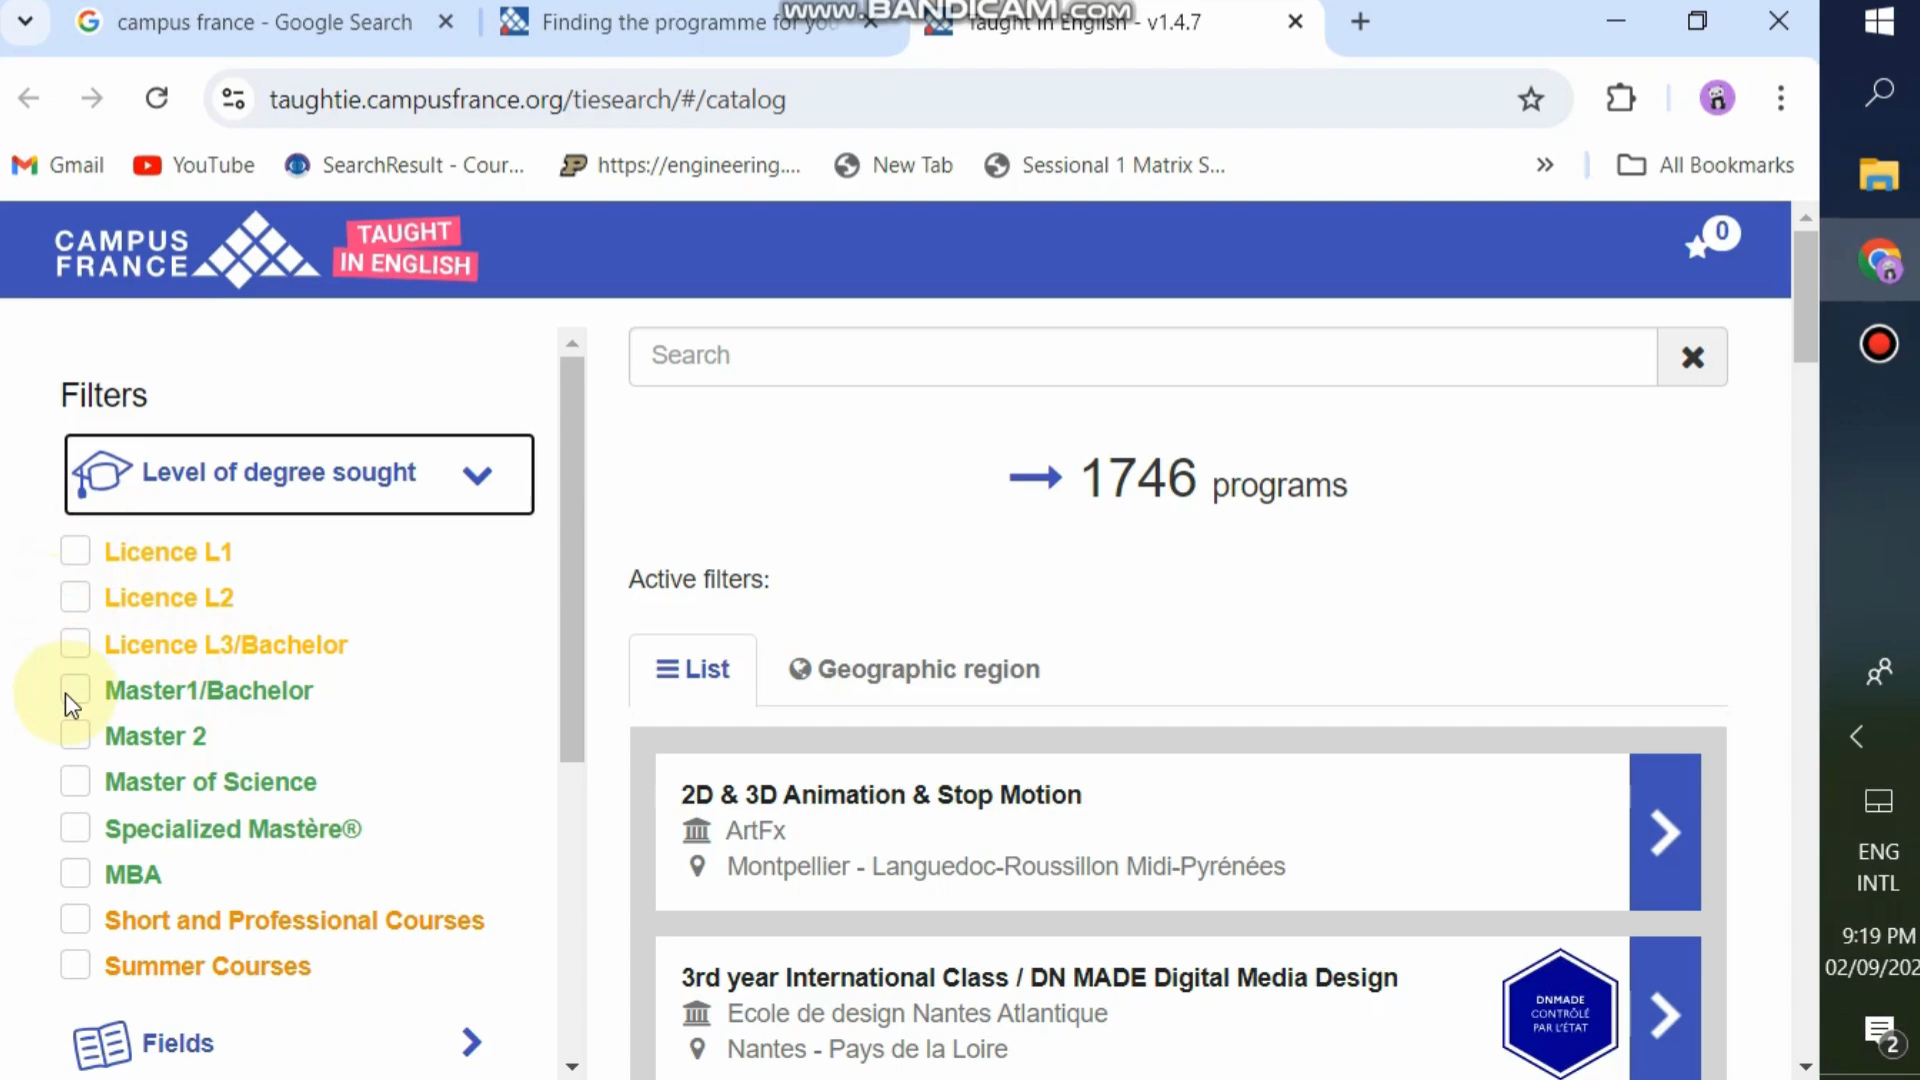 campus france - Google Search
Finding the programme for you
Taught in English - v1.4.7
www.BANDICAM.com
taughtie.campusfrance.org/tiesearch/#/catalog
Gmail
YouTube
SearchResult - Cour...
https://engineering....
New Tab
Sessional 1 Matrix S...
All Bookmarks
CAMPUS
FRANCE
TAUGHT
IN ENGLISH
0
Filters
Search
Level of degree sought
1746 programs
Licence L1
Licence L2
Licence L3/Bachelor
Master1/Bachelor
Master 2
Master of Science
Specialized Mastère®
MBA
Short and Professional Courses
Summer Courses
Fields
Active filters:
List
Geographic region
2D & 3D Animation & Stop Motion
ArtFx
Montpellier - Languedoc-Roussillon Midi-Pyrénées
3rd year International Class / DN MADE Digital Media Design
Ecole de design Nantes Atlantique
Nantes - Pays de la Loire
DNMADE
CONTRÔLÉ
PAR L'ÉTAT
ENG
INTL
9:19 PM
02/09/202
2